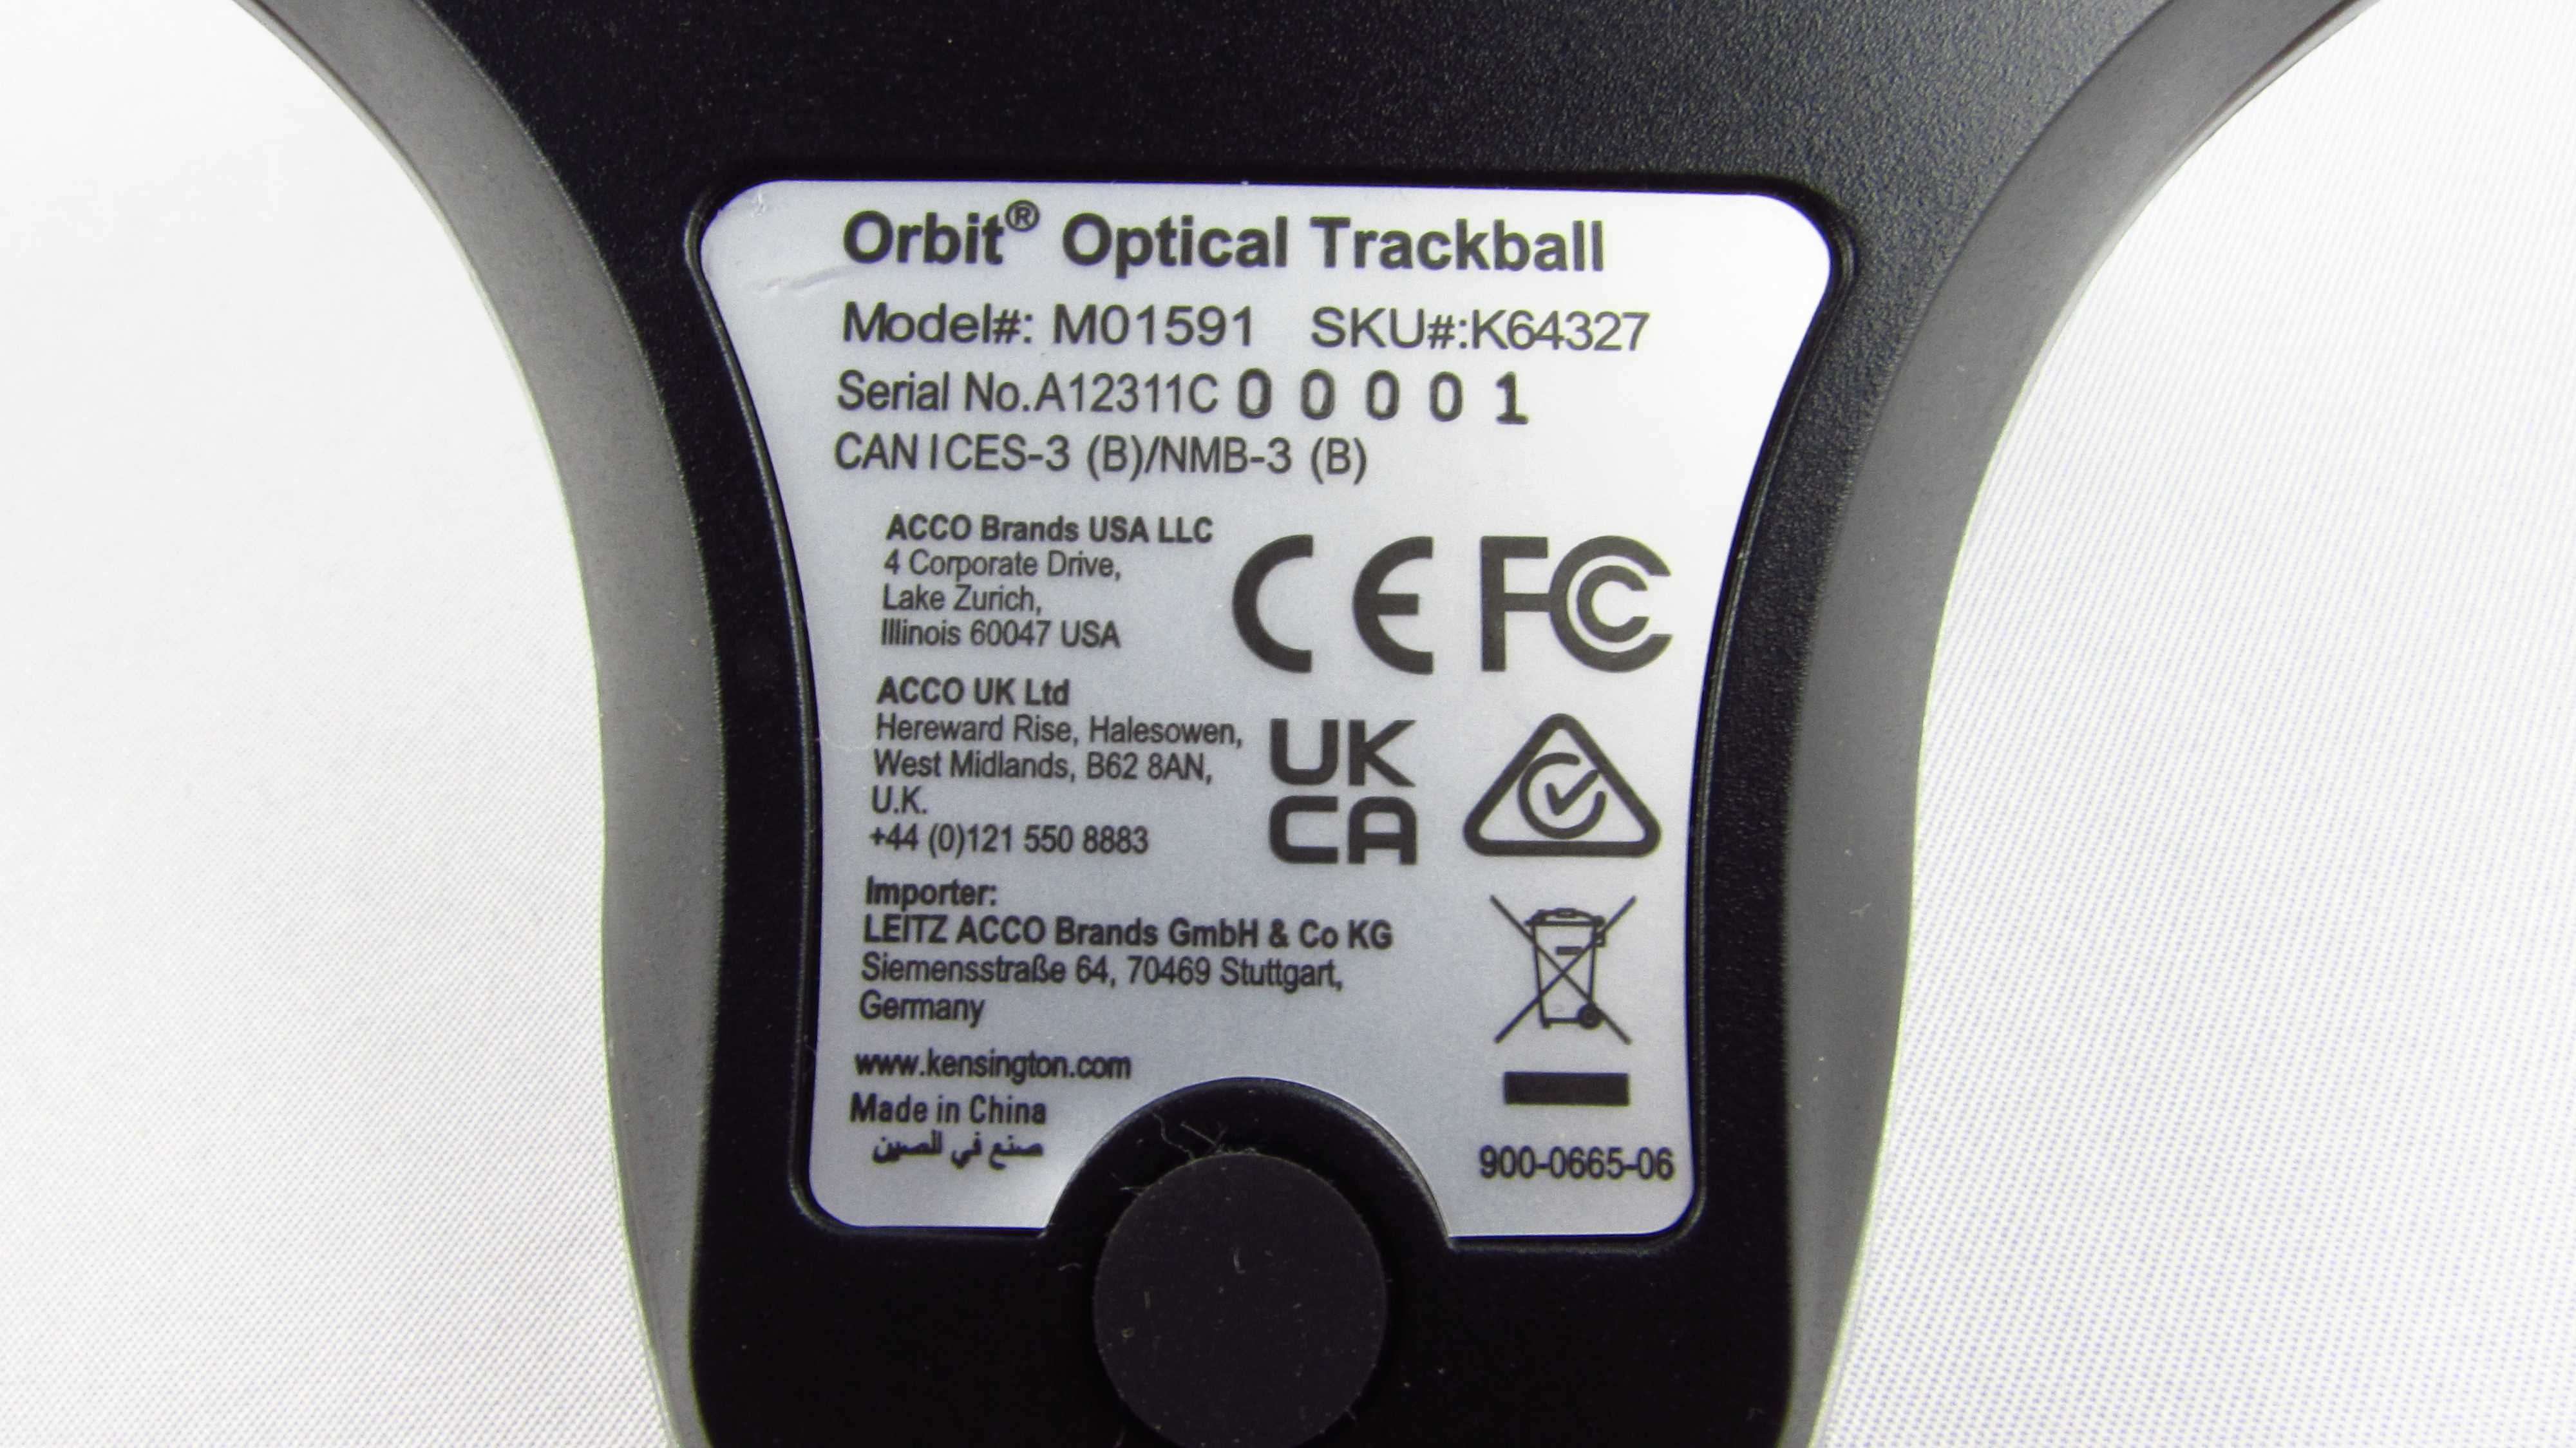 Orbit® Optical Trackball
Model#: M01591 SKU#:K64327
Serial No.A12311C 0 0 0 0 1
CAN ICES-3 (B)/NMB-3 (B)
ACCO Brands USA LLC
4 Corporate Drive,
Lake Zurich,
Illinois 60047 USA
CE FC
ACCO UK Ltd
Hereward Rise, Halesowen,
West Midlands, B62 8AN,
U.K.
+44 (0)121 550 8883
UK
CA
Importer:
LEITZ ACCO Brands GmbH & Co KG
Siemensstraße 64, 70469 Stuttgart,
Germany
www.kensington.com
Made in China
صنع في الصين
900-0665-06